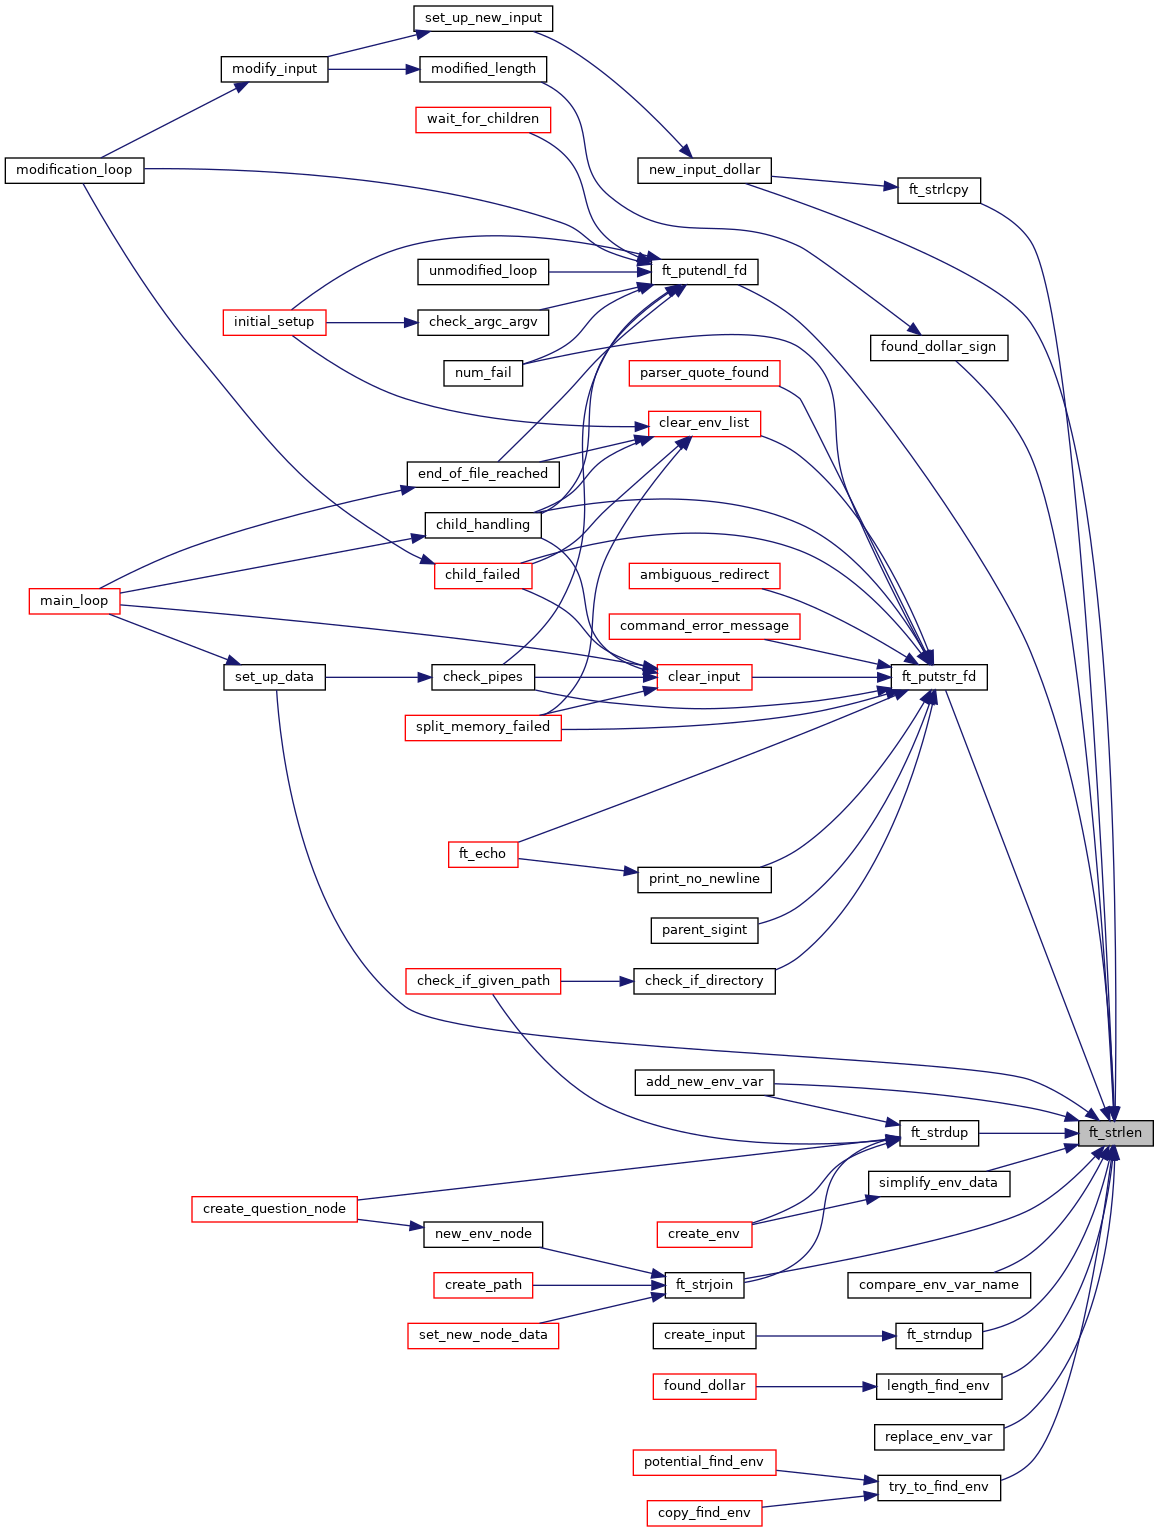 set_up_new_input
modify_input
modified_length
wait_for_children
modification_loop
new_input_dollar
ft_strlcpy
unmodified_loop
ft_putendl_fd
initial_setup
check_argc_argv
found_dollar_sign
num_fail
parser_quote_found
clear_env_list
end_of_file_reached
child_handling
child_failed
ambiguous_redirect
main_loop
command_error_message
set_up_data
check_pipes
clear_input
ft_putstr_fd
split_memory_failed
ft_echo
print_no_newline
parent_sigint
check_if_given_path
check_if_directory
add_new_env_var
ft_strdup
ft_strlen
simplify_env_data
create_question_node
new_env_node
create_env
create_path
ft_strjoin
compare_env_var_name
set_new_node_data
create_input
ft_strndup
found_dollar
length_find_env
replace_env_var
potential_find_env
try_to_find_env
copy_find_env